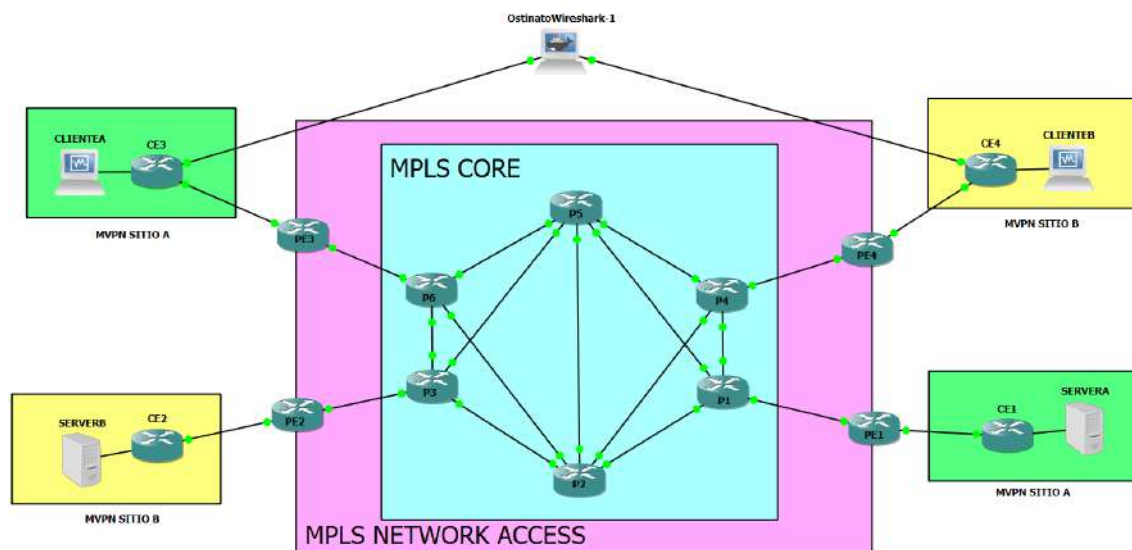 OstinatoWireshark-1
CLIENTEA
CE3
MVPN SITIO A
CE4
CLIENTEB
MVPN SITIO B
MPLS CORE
P5
PE3
PE4
P6
P4
P3
P1
SERVERB
CE2
PE2
MVPN SITIO B
PE1
CE1
SERVERA
MVPN SITIO A
P2
MPLS NETWORK ACCESS